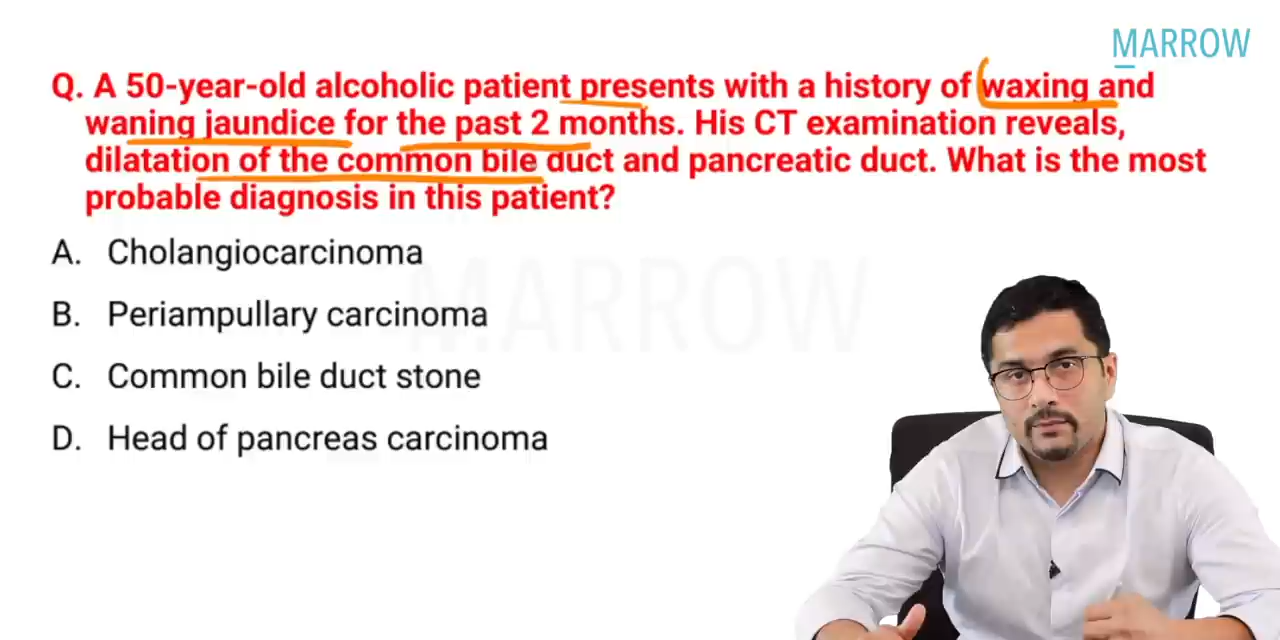 MARROW
Q. A 50-year-old alcoholic patient presents with a history of waxing and
waning jaundice for the past 2 months. His CT examination reveals,
dilatation of the common bile duct and pancreatic duct. What is the most
probable diagnosis in this patient?
A. Cholangiocarcinoma
B. Periampullary carcinoma
C. Common bile duct stone
D. Head of pancreas carcinoma
MARROW